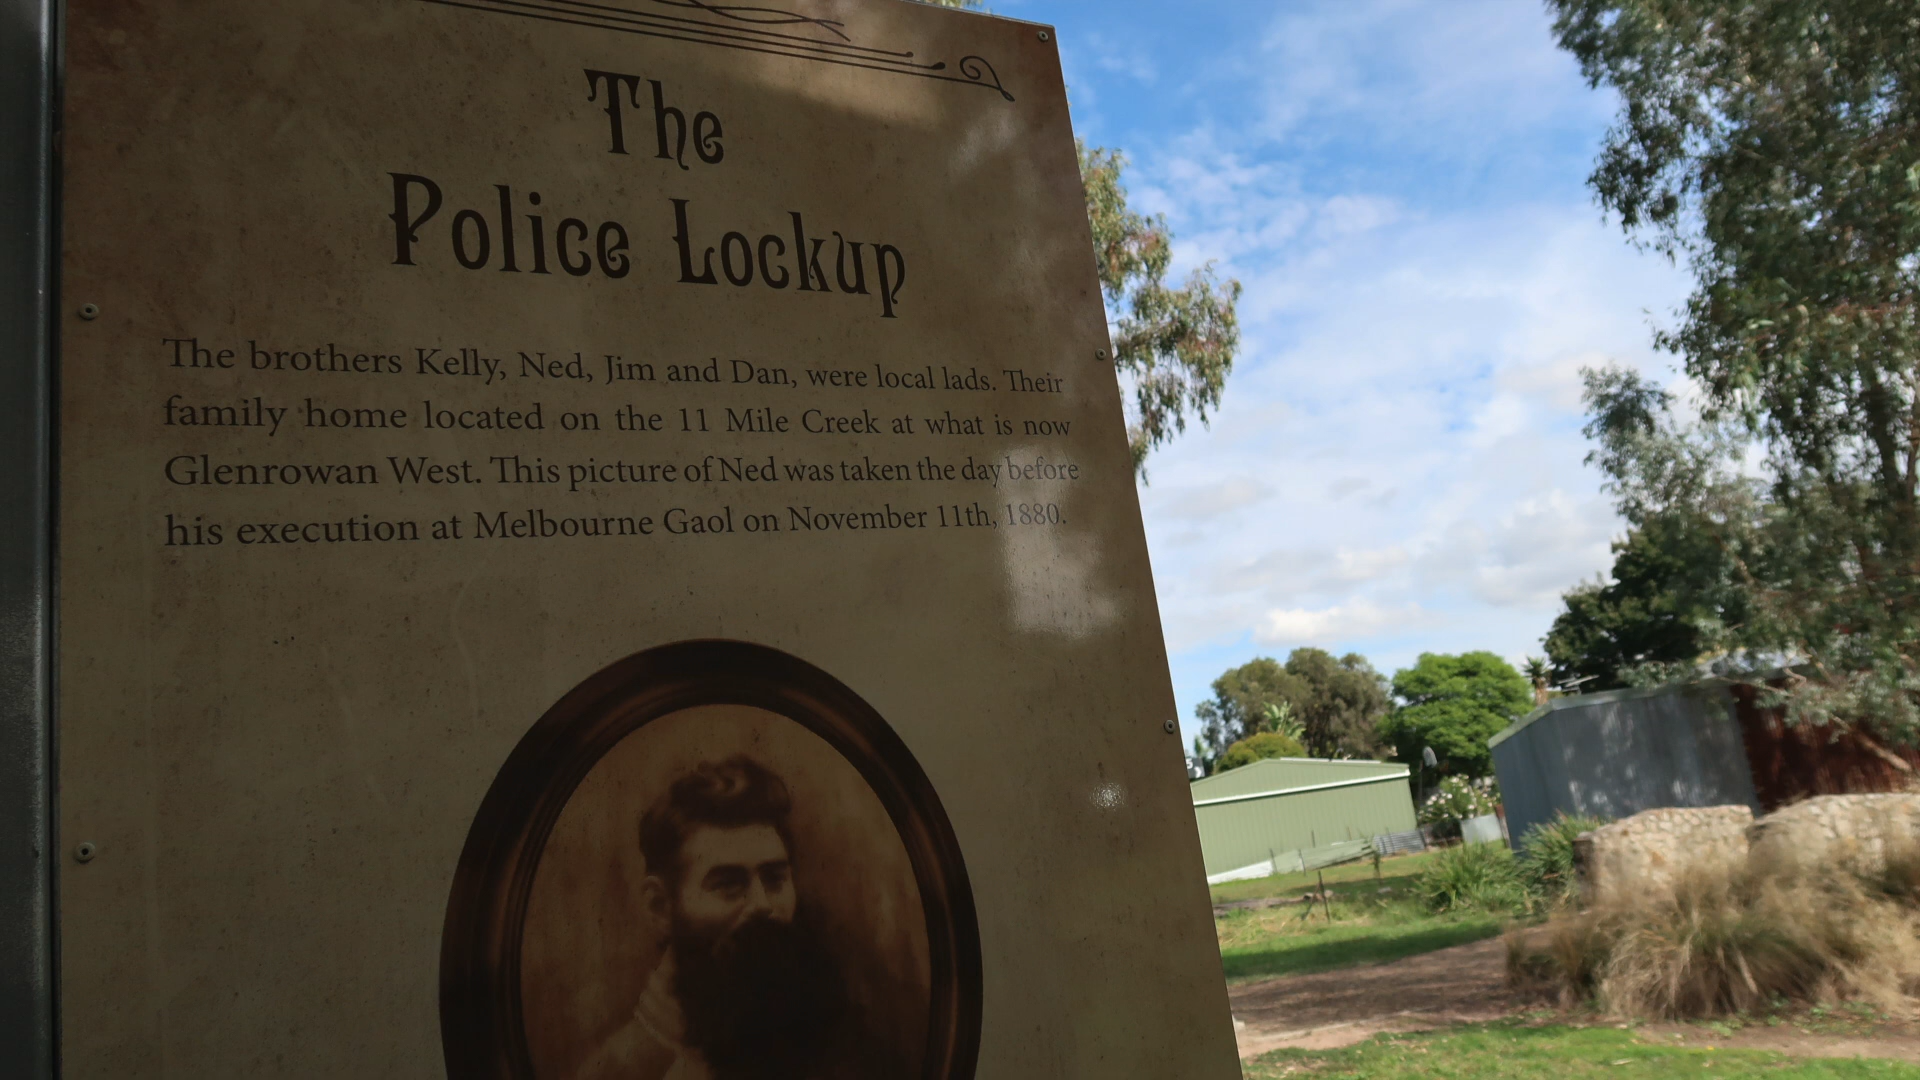 The
Police Lockup
The brothers Kelly, Ned, Jim and Dan, were local lads. Their
family home located on the 11 Mile Creek at what is now
Glenrowan West. This picture of Ned was taken the day before
his execution at Melbourne Gaol on November 11th, 1880.